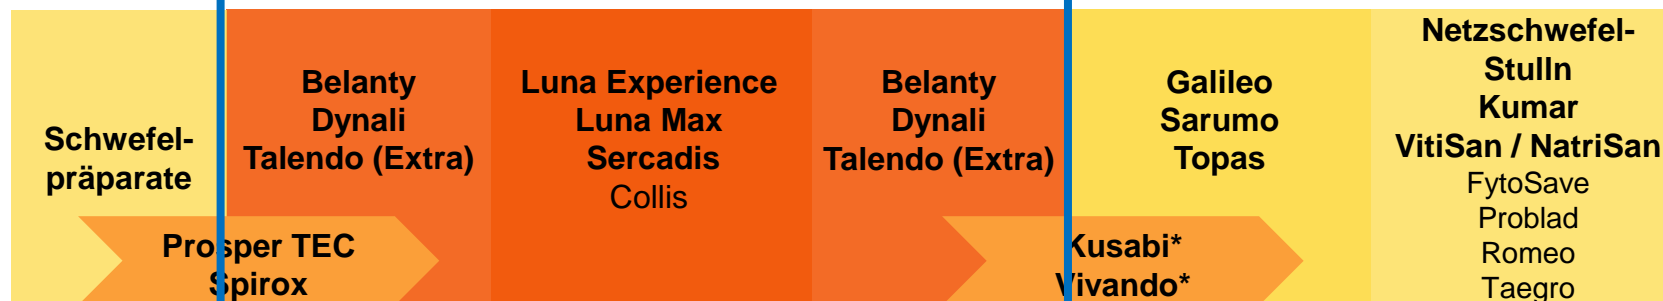 Schwefel-
präparate
Prosper TEC
Spirox
Belanty
Dynali
Talendo (Extra)
Luna Experience
Luna Max
Sercadis
Collis
Belanty
Dynali
Talendo (Extra)
Kusabi*
Vivando*
Galileo
Sarumo
Topas
Netzschwefel-
Stulln
Kumar
VitiSan / NatriSan
FytoSave
Problad
Romeo
Taegro